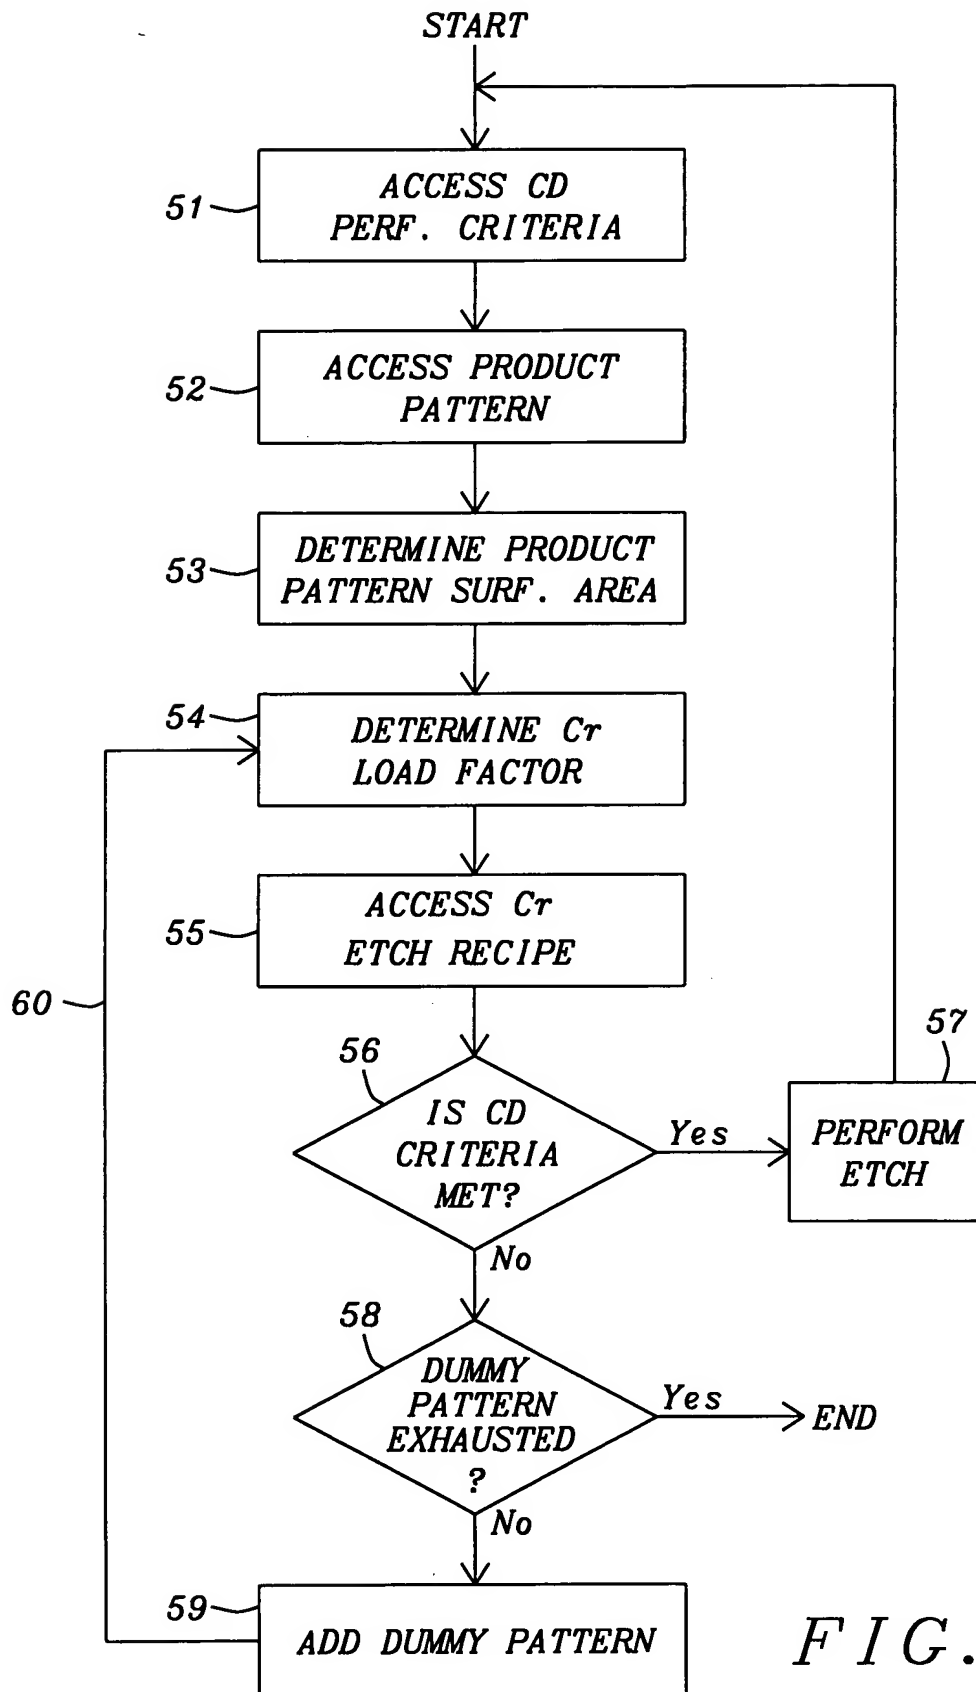 START
51
ACCESS CD
PERF. CRITERIA
52
ACCESS PRODUCT
PATTERN
53
DETERMINE PRODUCT
PATTERN SURF. AREA
54
DETERMINE Cr
LOAD FACTOR
55
ACCESS Cr
ETCH RECIPE
60
56
IS CD
CRITERIA
MET?
Yes
57
PERFORM
ETCH
No
58
DUMMY
PATTERN
EXHAUSTED
?
Yes
END
No
59
ADD DUMMY PATTERN
FIG.